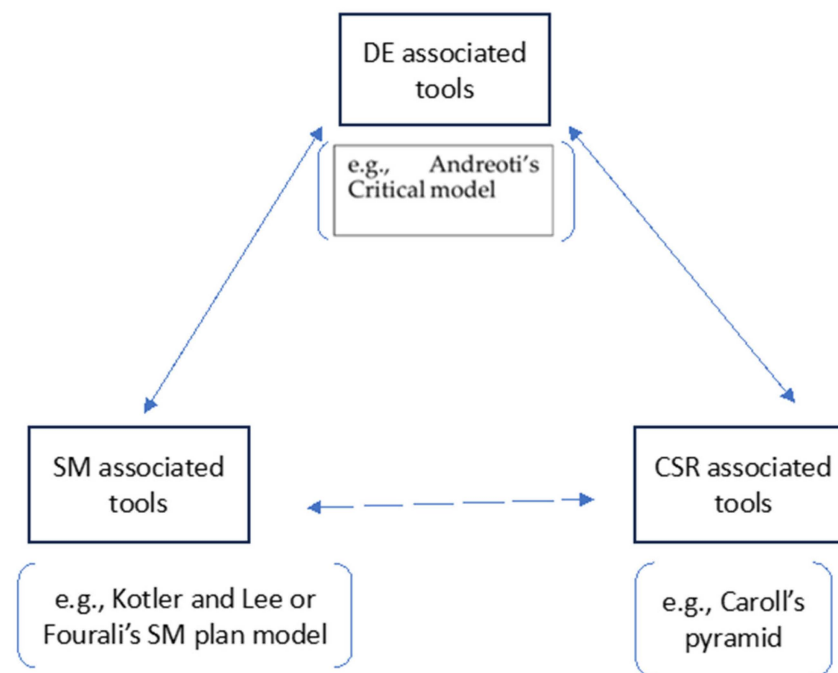 DE associated
tools
e.g., Andreoti's
Critical model
SM associated
tools
CSR associated
tools
e.g., Kotler and Lee or
Fourali's SM plan model
e.g., Caroll's
pyramid